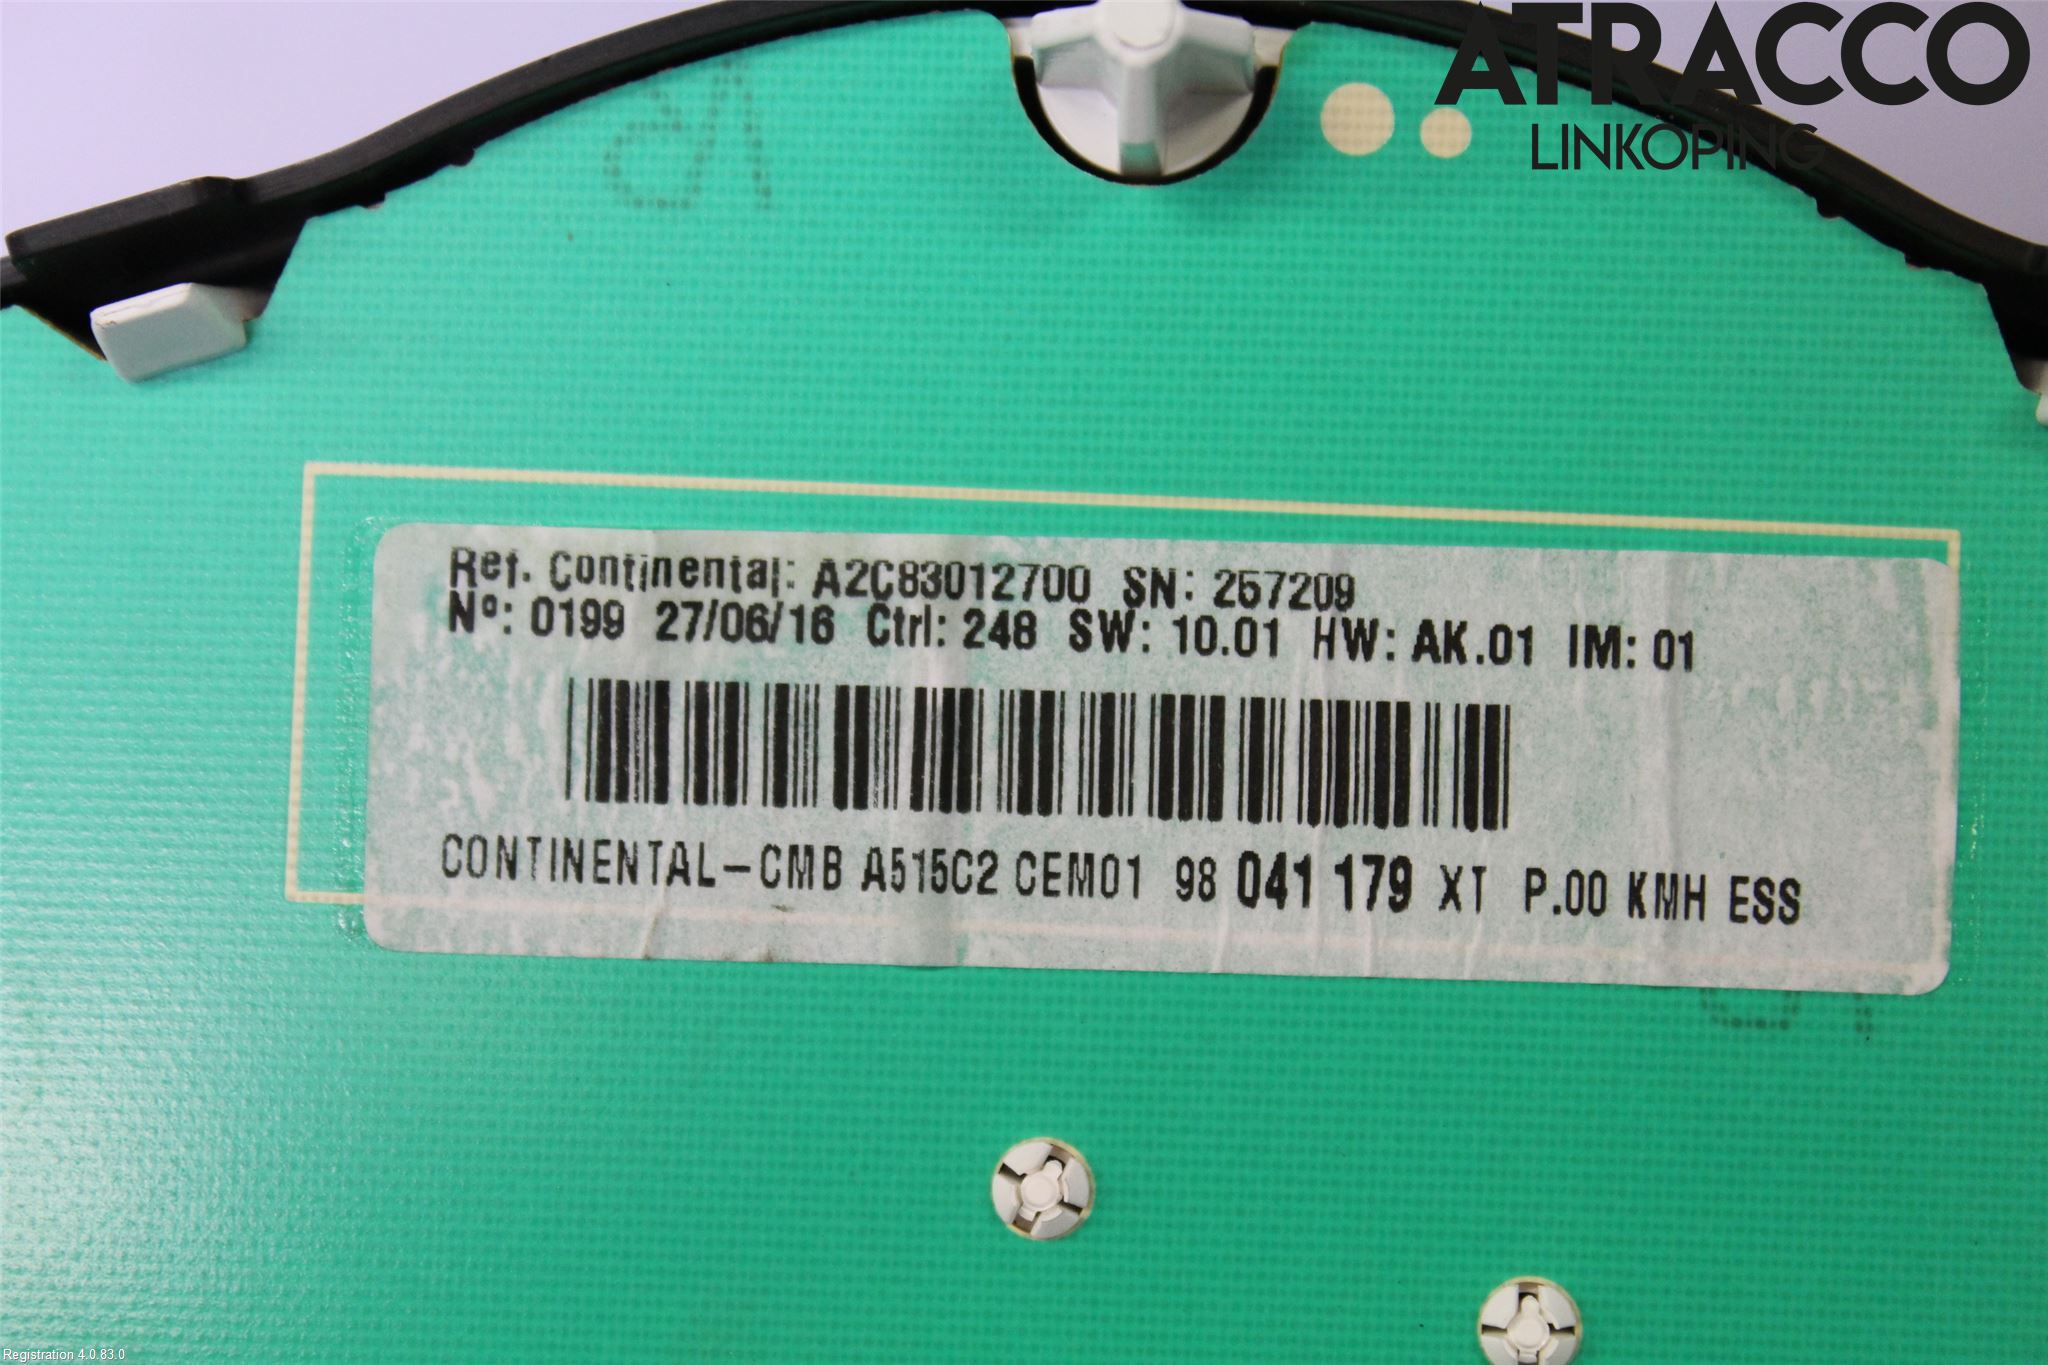 ATRACCO
LINKÖPING
Ref. Continental: A2C83012700 SN: 257209
Nº: 0199 27/06/16 Ctrl: 248 SW: 10.01 HW: AK.01 IM: 01
CONTINENTAL-CMB A515C2 CEM01 98 041 179 XT P.00 KMH ESS
Registration 4.0.83.0